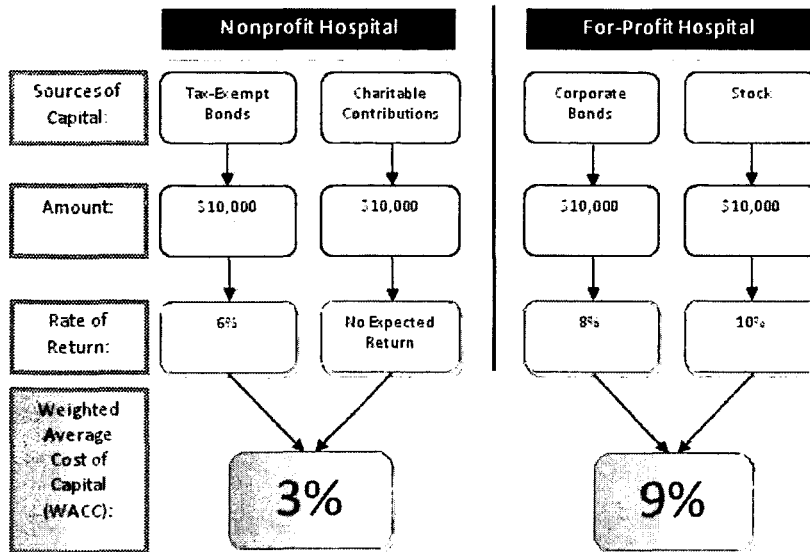 Nonprofit Hospital
For-Profit Hospital
Sources of
Capital:
Tax-Exempt
Bonds
Charitable
Contributions
Corporate
Bonds
Stock
Amount:
$10,000
$10,000
$10,000
$10,000
Rate of
Return:
6%
No Expected
Return
8%
10%
Weighted
Average
Cost of
Capital
(WACC):
3%
9%